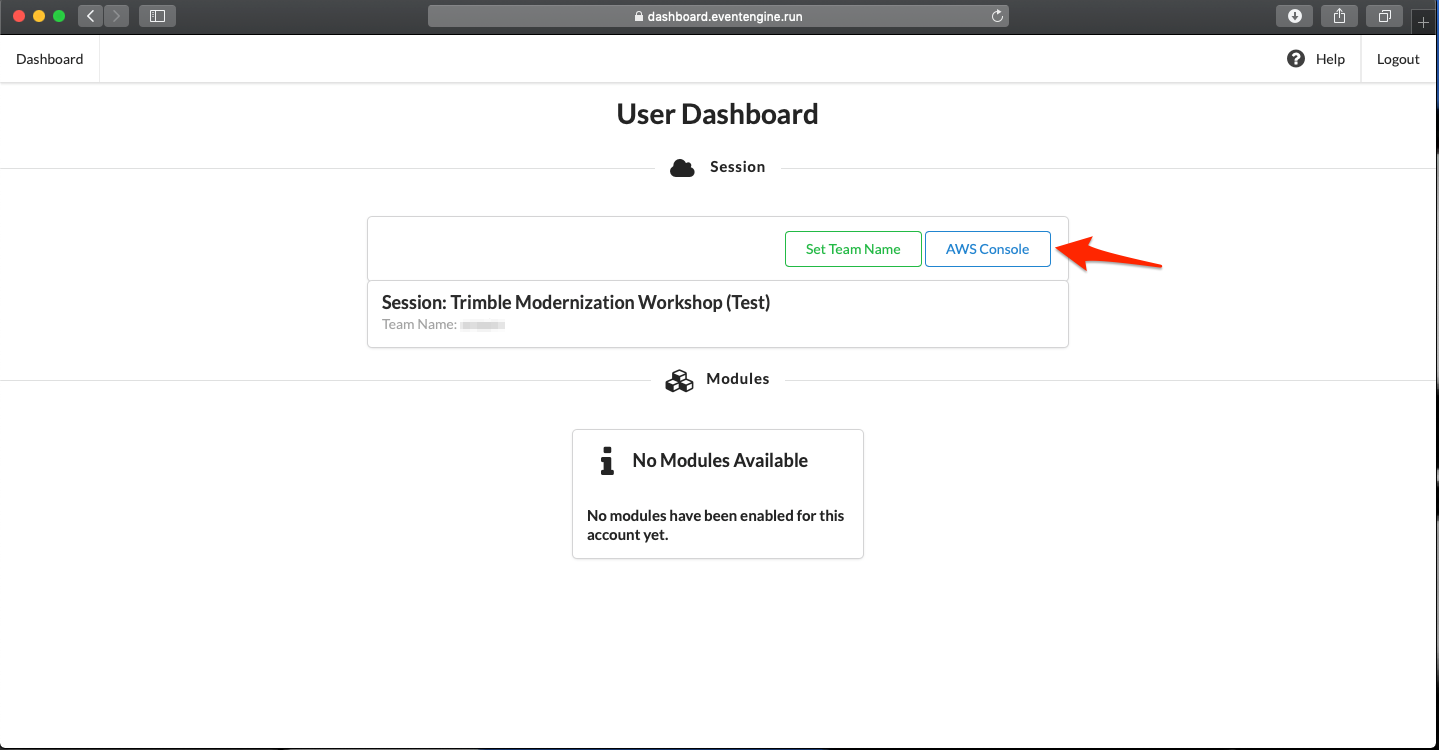 dashboard.eventengine.run
Dashboard
Help
Logout
User Dashboard
Session
Set Team Name
AWS Console
Session: Trimble Modernization Workshop (Test)
Team Name:
Modules
No Modules Available
No modules have been enabled for this
account yet.